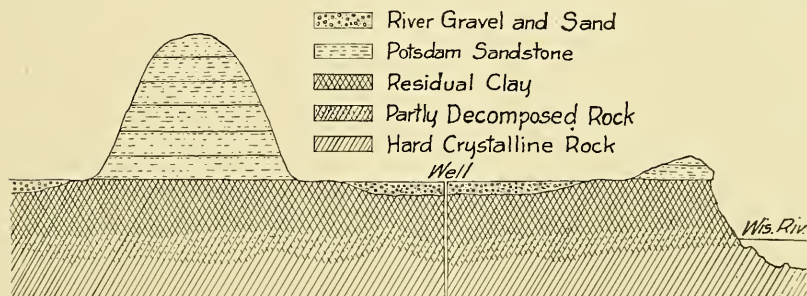 River Gravel and Sand
Potsdam Sandstone
Residual Clay
Partly Decomposed Rock
Hard Crystalline Rock
Well
Wis. Riv.